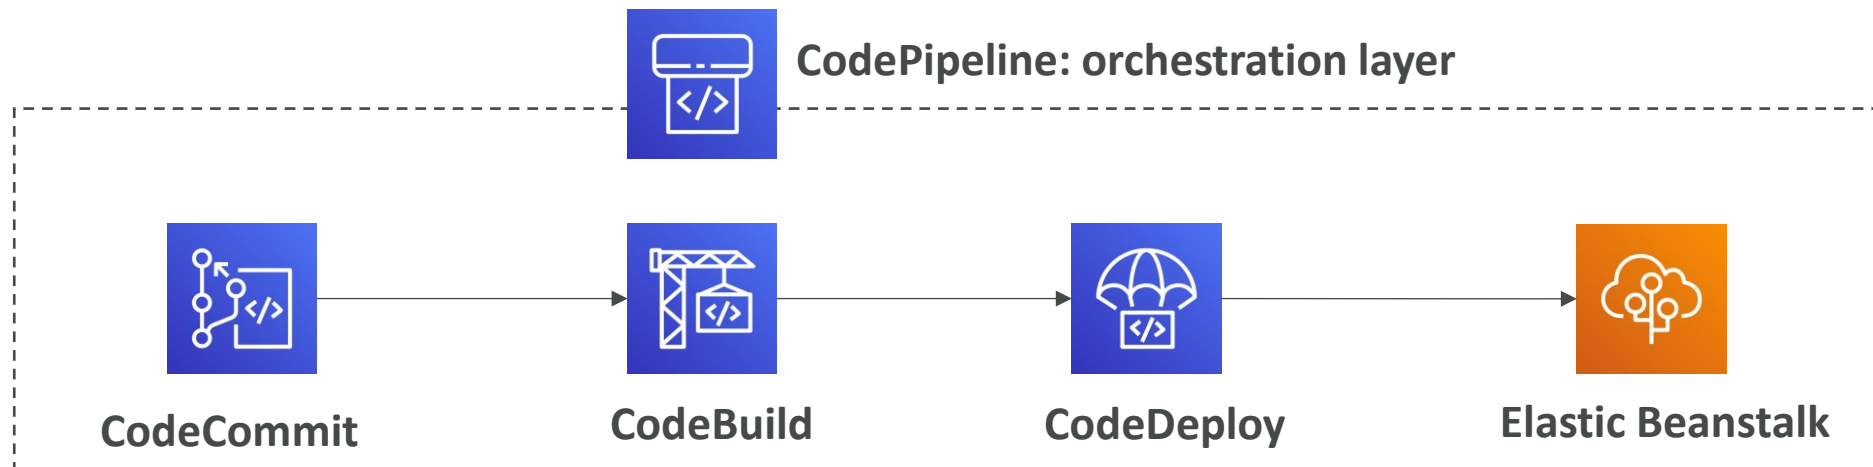 CodePipeline: orchestration layer
</>
</>
</>
</>
CodeCommit
CodeBuild
CodeDeploy
Elastic Beanstalk